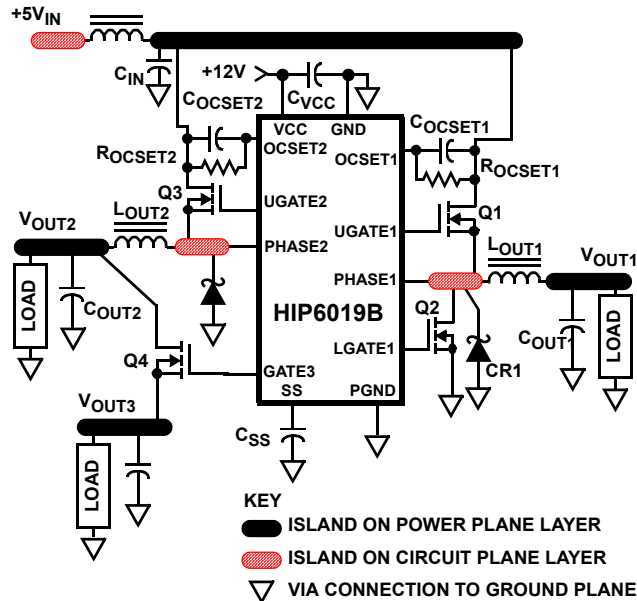 +5VIN
CIN
+12V
CVCC
COCSET2
VCC
GND
COCSET1
OCSET2
OCSET1
ROCSET2
ROCSET1
Q3
Q1
UGATE2
UGATE1
VOUT2
LOUT2
LOUT1
VOUT1
PHASE2
PHASE1
LOAD
COUT2
HIP6019B
Q2
COUT1
LOAD
Q4
LGATE1
CR1
GATE3
SS
PGND
VOUT3
CSS
LOAD
KEY
ISLAND ON POWER PLANE LAYER
ISLAND ON CIRCUIT PLANE LAYER
VIA CONNECTION TO GROUND PLANE